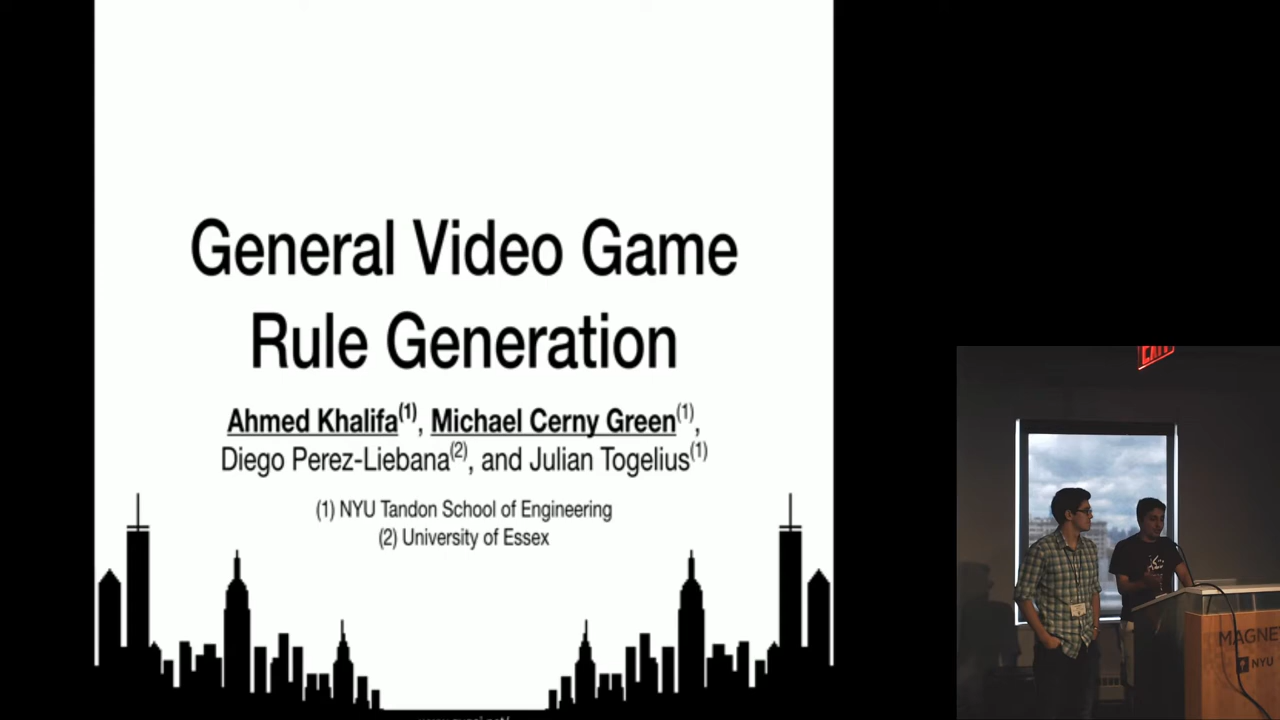 General Video Game
Rule Generation
Ahmed Khalifa(1), Michael Cerny Green(1),
Diego Perez-Liebana(2), and Julian Togelius(1)
(1) NYU Tandon School of Engineering
(2) University of Essex
MAGNE
NYU